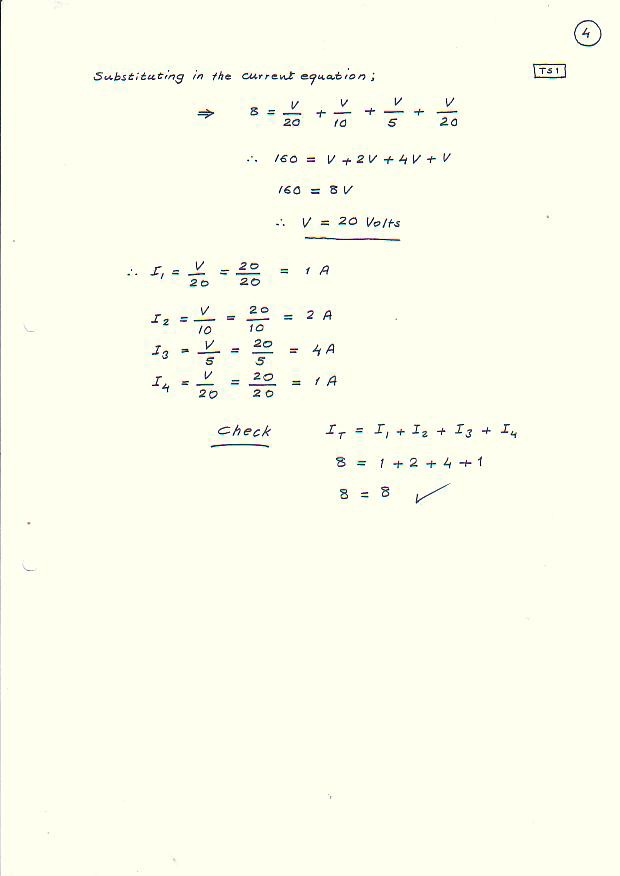 4
Substituting in the current equation; TS1
⇒ 8 = V/20 + V/10 + V/5 + V/20
∴ 160 = V + 2V + 4V + V
160 = 8V
∴ V = 20 Volts
∴ I₁ = V/20 = 20/20 = 1 A
I₂ = V/10 = 20/10 = 2 A
I₃ = V/5 = 20/5 = 4A
I₄ = V/20 = 20/20 = 1A
Check I_T = I₁ + I₂ + I₃ + I₄
8 = 1 + 2 + 4 + 1
8 = 8 ✓